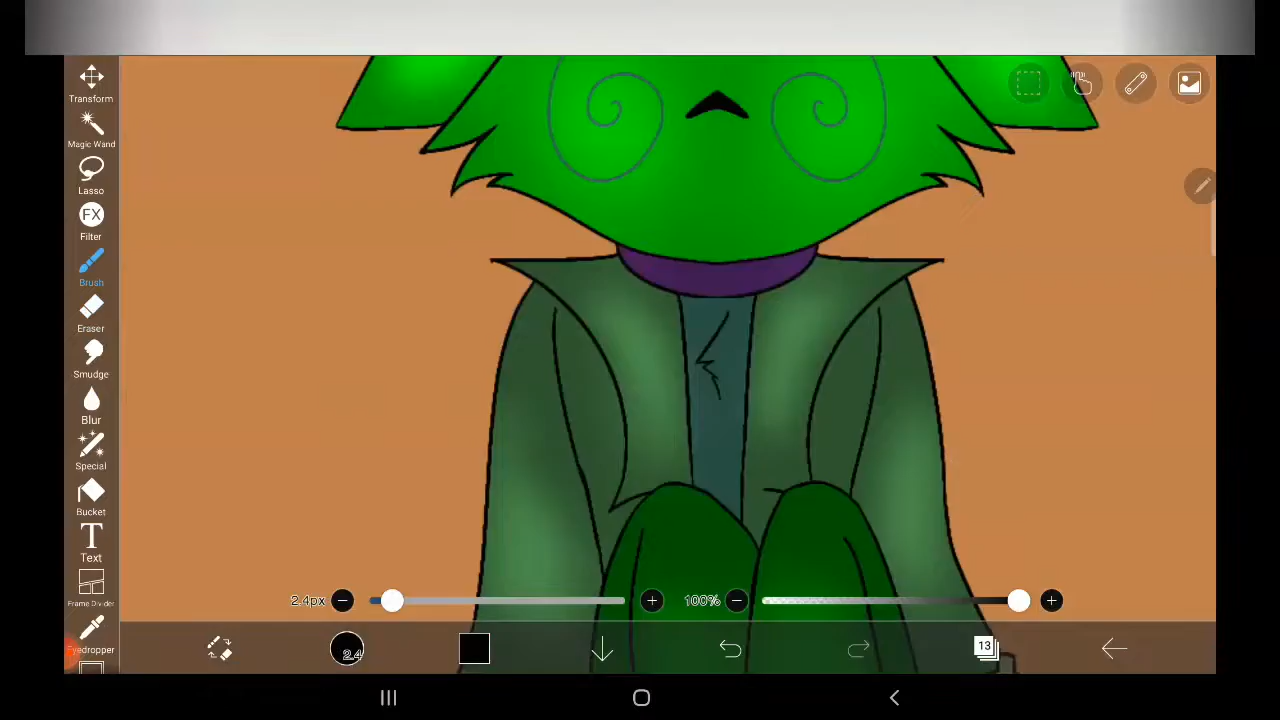 Transform
Magic Wand
Lasso
FX
Filter
Brush
Eraser
Smudge
Blur
Special
Bucket
T
Text
Frame Divider
Eyedropper
2.4px
100%
2.4
13